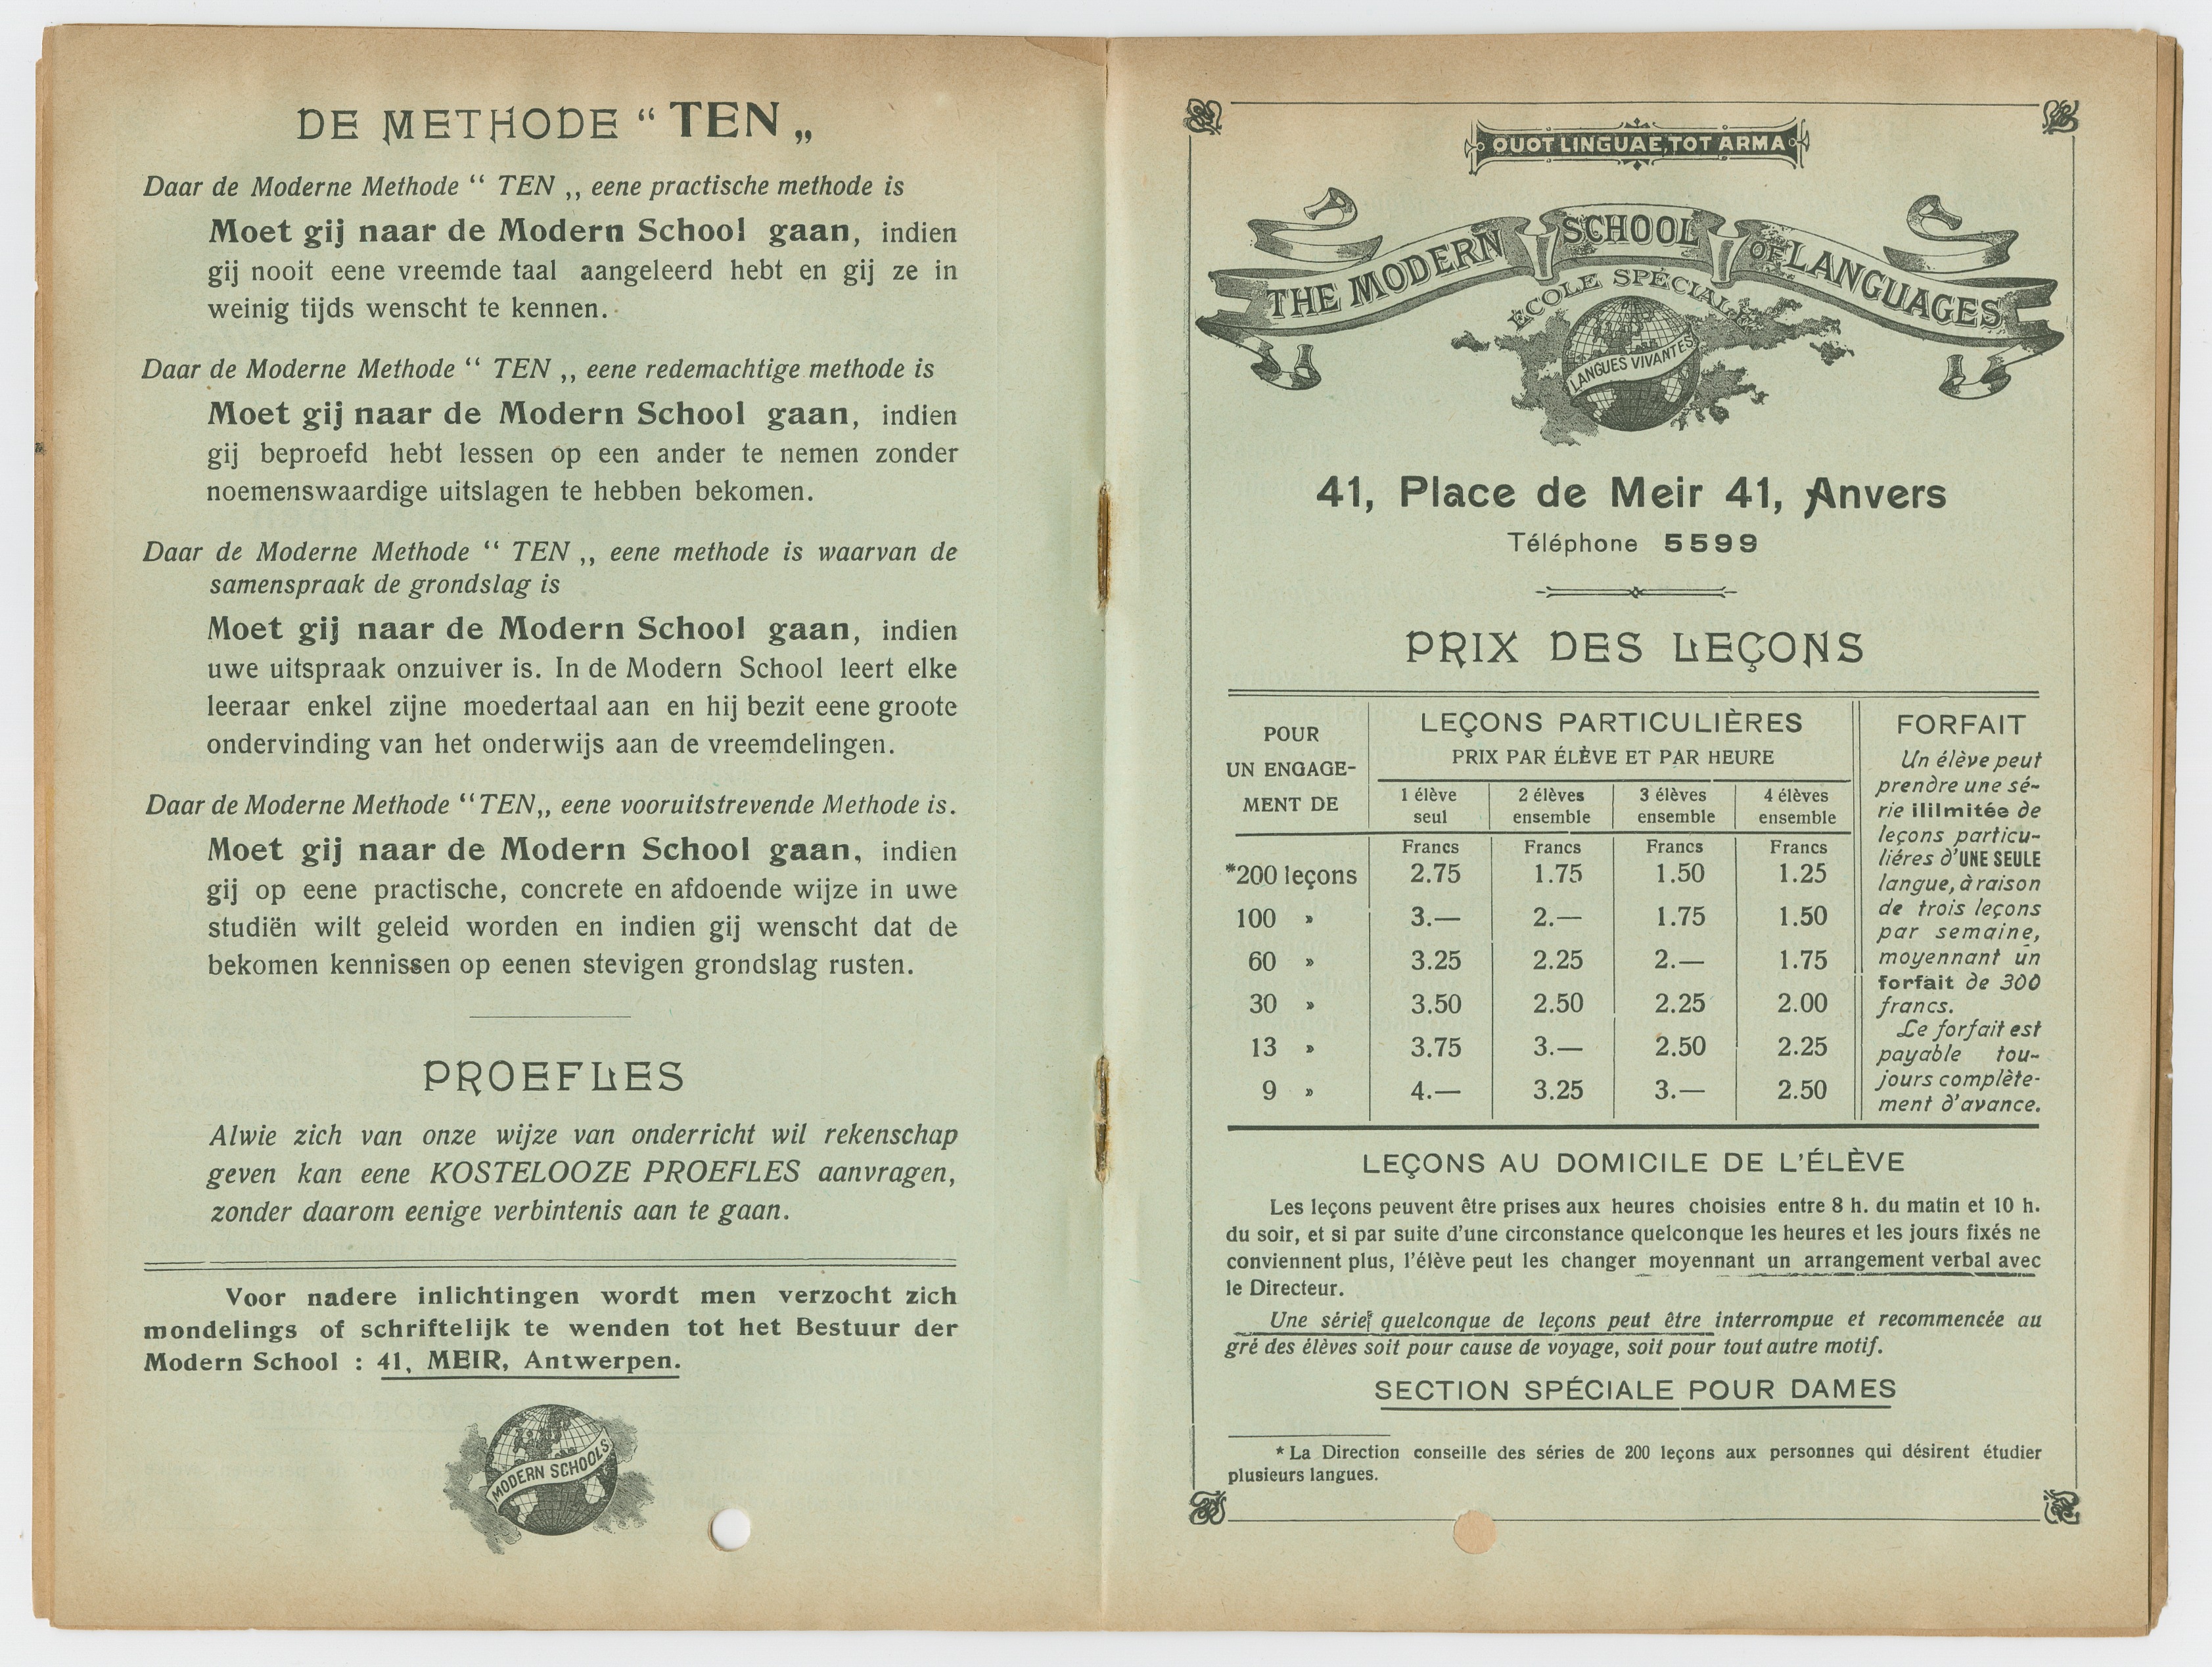 DE METHODE “ TEN „
Daar de Moderne Methode “ TEN ,, eene practische methode is
Moet gij naar de Modern School gaan, indien
gij nooit eene vreemde taal aangeleerd hebt en gij ze in
weinig tijds wenscht te kennen.
Daar de Moderne Methode “ TEN ,, eene redemachtige methode is
Moet gij naar de Modern School gaan, indien
gij beproefd hebt lessen op een ander te nemen zonder
noemenswaardige uitslagen te hebben bekomen.
Daar de Moderne Methode “ TEN ,, eene methode is waarvan de
samenspraak de grondslag is
Moet gij naar de Modern School gaan, indien
uwe uitspraak onzuiver is. In de Modern School leert elke
leeraar enkel zijne moedertaal aan en hij bezit eene groote
ondervinding van het onderwijs aan de vreemdelingen.
Daar de Moderne Methode “TEN„ eene vooruitstrevende Methode is.
Moet gij naar de Modern School gaan, indien
gij op eene practische, concrete en afdoende wijze in uwe
studiën wilt geleid worden en indien gij wenscht dat de
bekomen kennissen op eenen stevigen grondslag rusten.
PROEFLES
Alwie zich van onze wijze van onderricht wil rekenschap
geven kan eene KOSTELOOZE PROEFLES aanvragen,
zonder daarom eenige verbintenis aan te gaan.
Voor nadere inlichtingen wordt men verzocht zich
mondelings of schriftelijk te wenden tot het Bestuur der
Modern School : 41, MEIR, Antwerpen.
MODERN SCHOOLS
QUOT LINGUAE, TOT ARMA
THE MODERN SCHOOL OF LANGUAGES
ÉCOLE SPÉCIALE
LANGUES VIVANTES
41, Place de Meir 41, Anvers
Téléphone 5599
PRIX DES LEÇONS
POUR
UN ENGAGE-
MENT DE
LEÇONS PARTICULIÈRES
PRIX PAR ÉLÈVE ET PAR HEURE
1 élève 2 élèves 3 élèves 4 élèves
seul ensemble ensemble ensemble
Francs Francs Francs Francs
*200 leçons 2.75 1.75 1.50 1.25
100 » 3.— 2.— 1.75 1.50
60 » 3.25 2.25 2.— 1.75
30 » 3.50 2.50 2.25 2.00
13 » 3.75 3.— 2.50 2.25
9 » 4.— 3.25 3.— 2.50
FORFAIT
Un élève peut
prendre une sé-
rie ililmitée de
leçons particu-
liéres d'UNE SEULE
langue, à raison
de trois leçons
par semaine,
moyennant un
forfait de 300
francs.
Le forfait est
payable tou-
jours complète-
ment d'avance.
LEÇONS AU DOMICILE DE L'ÉLÈVE
Les leçons peuvent être prises aux heures choisies entre 8 h. du matin et 10 h.
du soir, et si par suite d'une circonstance quelconque les heures et les jours fixés ne
conviennent plus, l'élève peut les changer moyennant un arrangement verbal avec
le Directeur.
Une série quelconque de leçons peut être interrompue et recommencée au
gré des élèves soit pour cause de voyage, soit pour tout autre motif.
SECTION SPÉCIALE POUR DAMES
* La Direction conseille des séries de 200 leçons aux personnes qui désirent étudier
plusieurs langues.